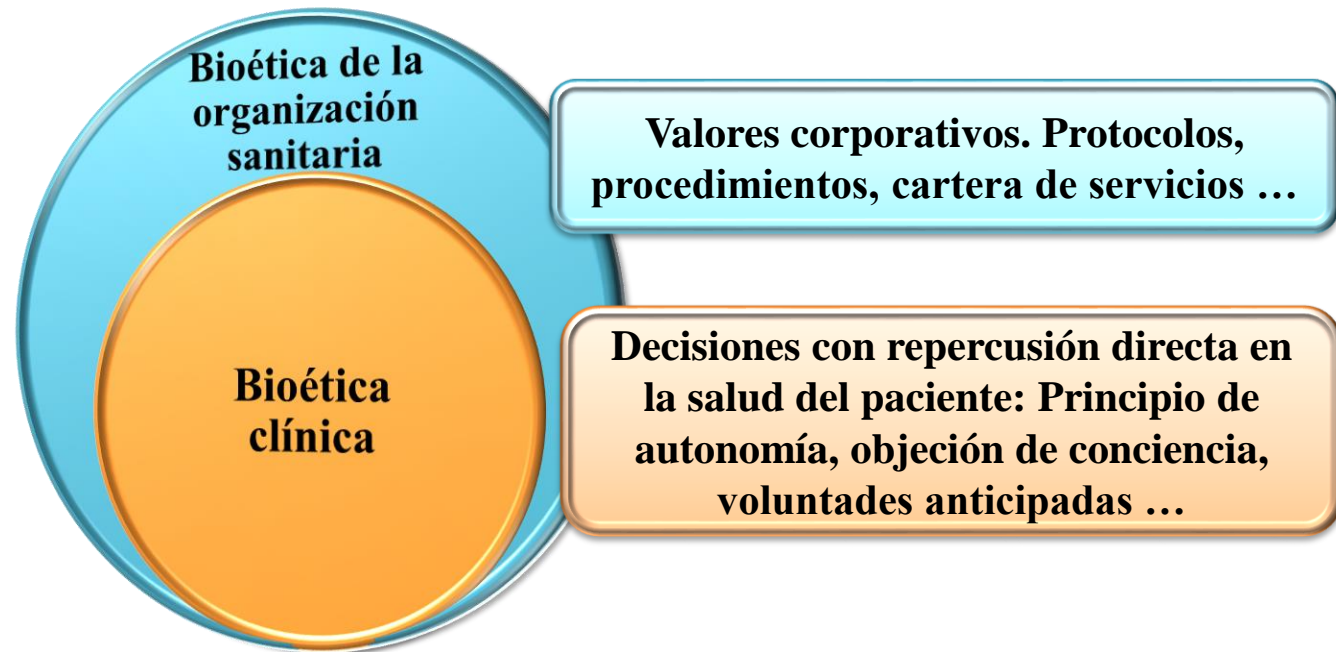 Bioética de la
organización
sanitaria
Valores corporativos. Protocolos,
procedimientos, cartera de servicios …
Bioética
clínica
Decisiones con repercusión directa en
la salud del paciente: Principio de
autonomía, objeción de conciencia,
voluntades anticipadas …